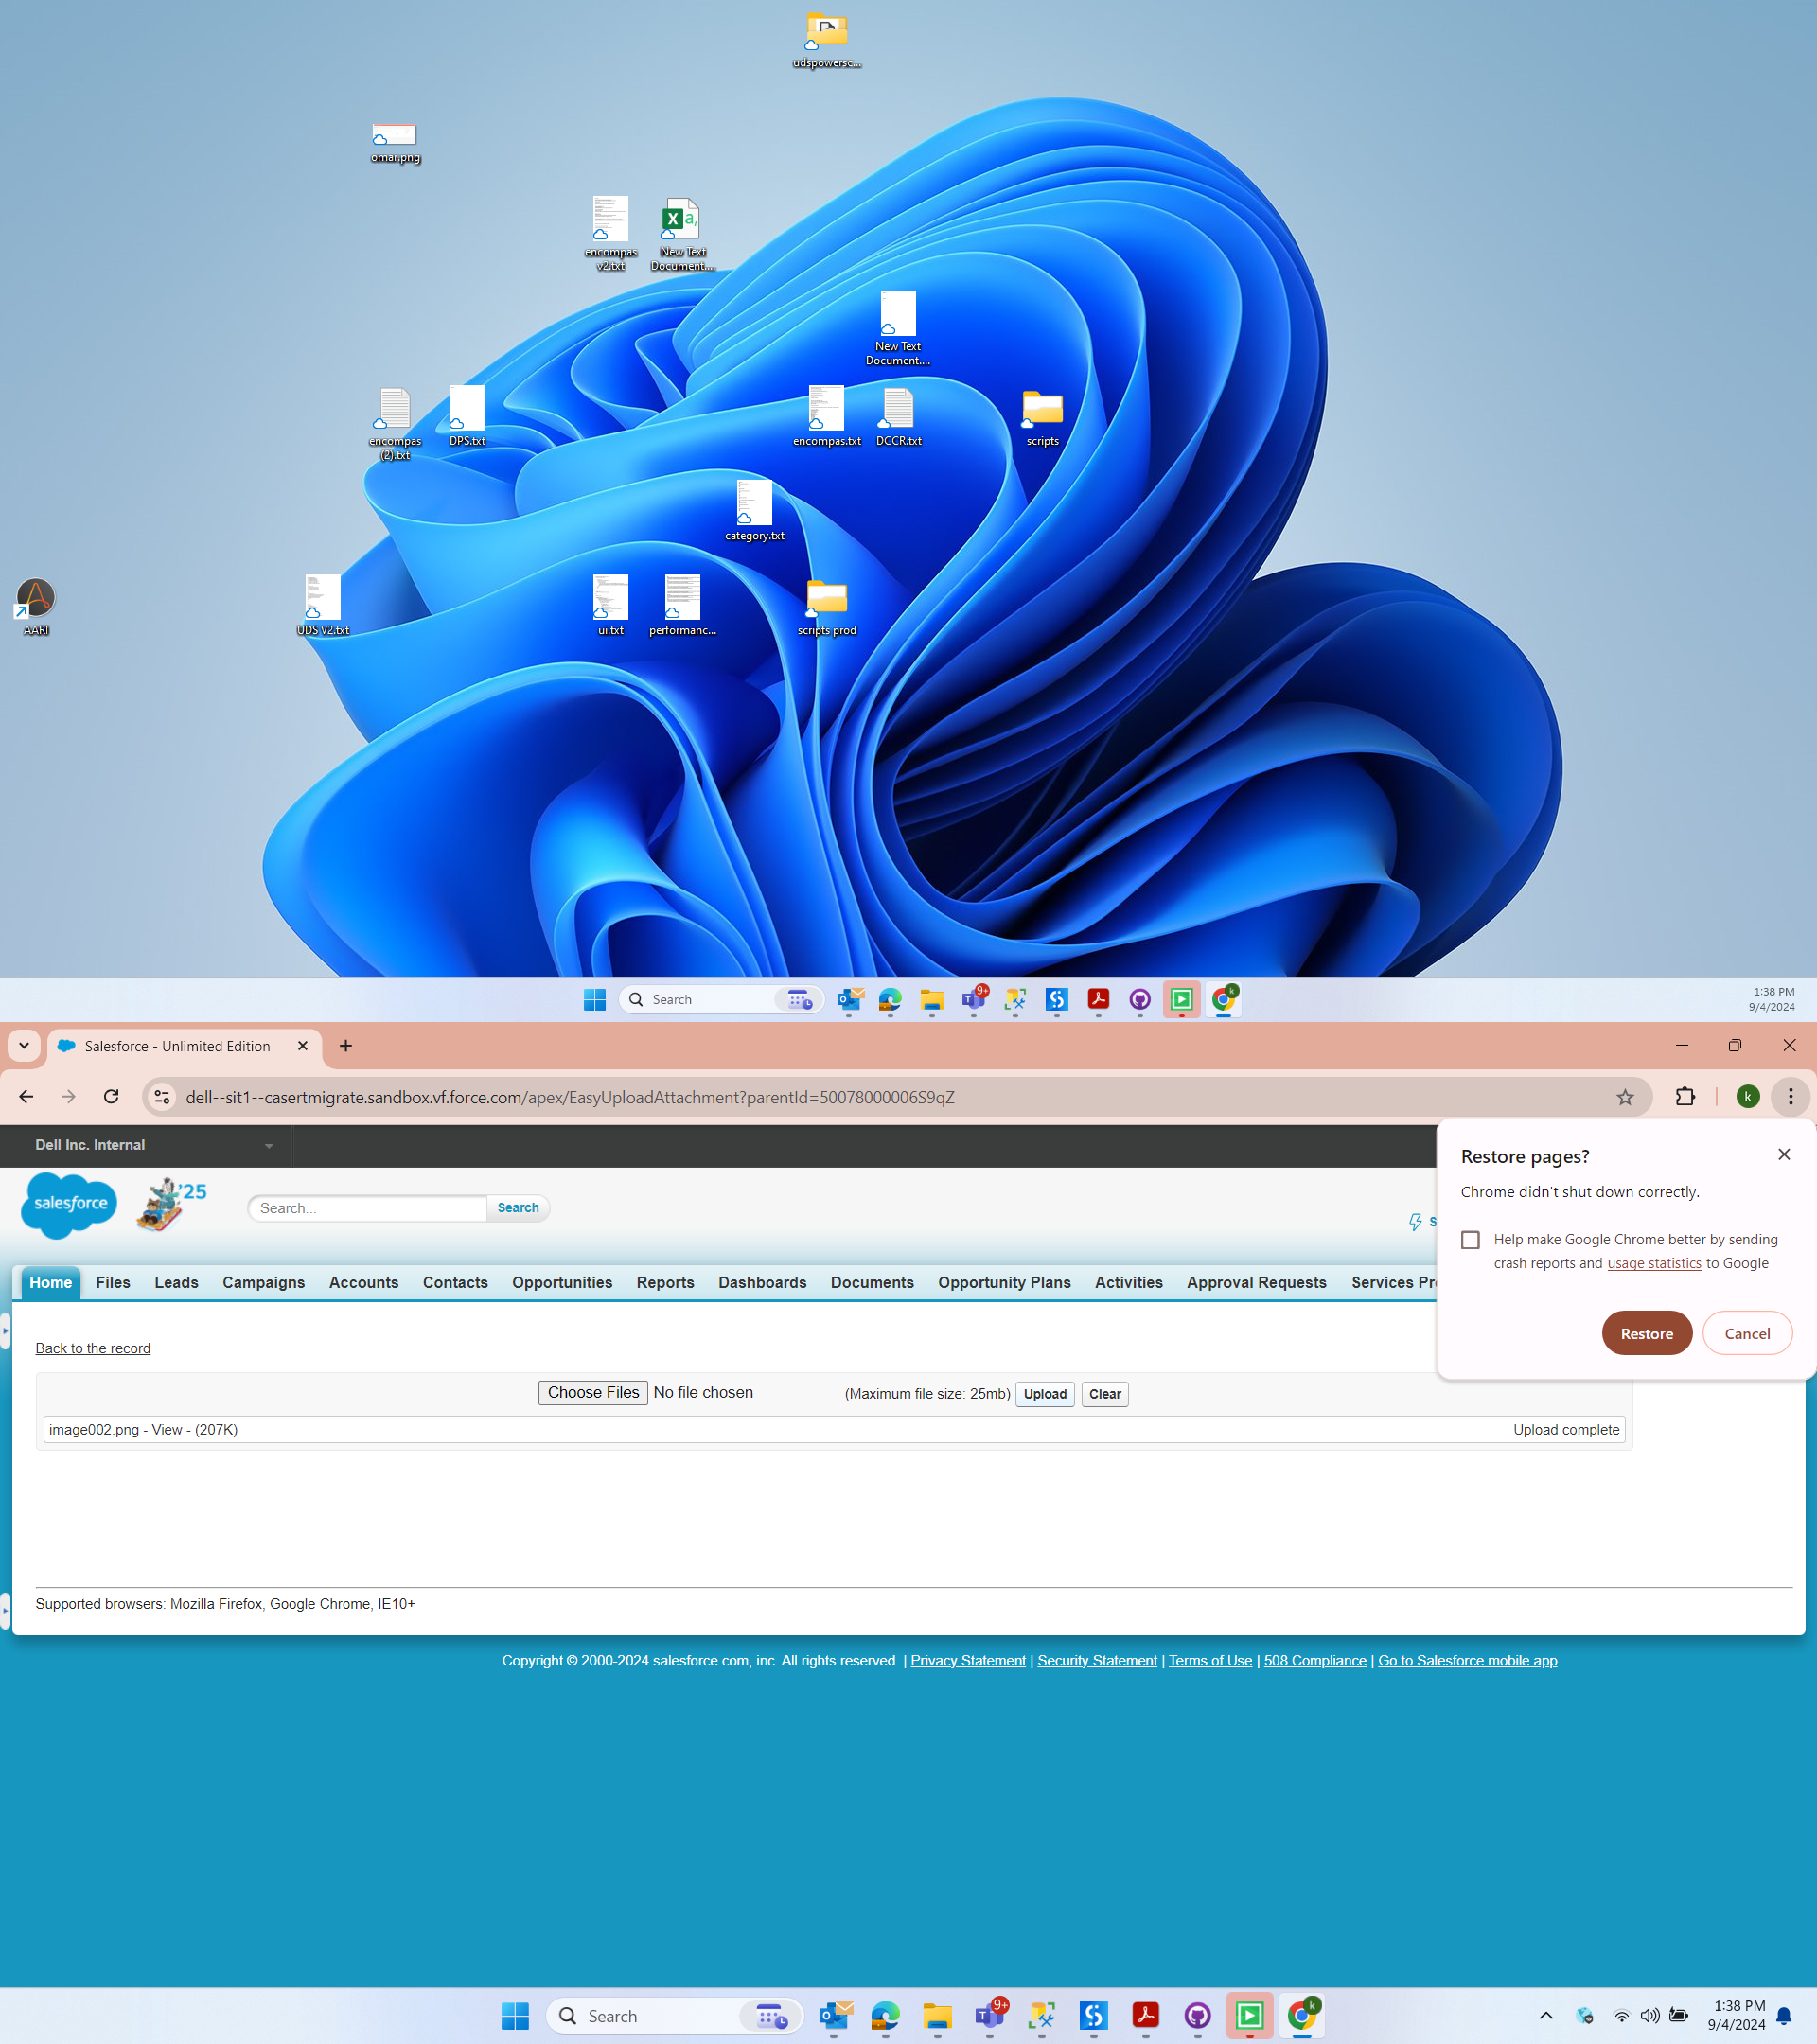 udspowersc...
omar.png
encompas
v2.txt
New Text
Document....
New Text
Document....
encompas
(2).txt
DPS.txt
encompas.txt
DCCR.txt
scripts
category.txt
AARI
UDS V2.txt
ui.txt
performanc...
scripts prod
Search
9+
k
1:38 PM
9/4/2024
Salesforce - Unlimited Edition
dell--sit1--casertmigrate.sandbox.vf.force.com/apex/EasyUploadAttachment?parentId=50078000006S9qZ
k
Dell Inc. Internal
Restore pages?
Chrome didn't shut down correctly.
Help make Google Chrome better by sending
crash reports and usage statistics to Google
Restore
Cancel
salesforce
'25
Search...
Search
S
Home
Files
Leads
Campaigns
Accounts
Contacts
Opportunities
Reports
Dashboards
Documents
Opportunity Plans
Activities
Approval Requests
Services Pr
Back to the record
Choose Files No file chosen
(Maximum file size: 25mb)
Upload
Clear
image002.png - View - (207K)
Upload complete
Supported browsers: Mozilla Firefox, Google Chrome, IE10+
Copyright © 2000-2024 salesforce.com, inc. All rights reserved. | Privacy Statement | Security Statement | Terms of Use | 508 Compliance | Go to Salesforce mobile app
Search
9+
k
1:38 PM
9/4/2024